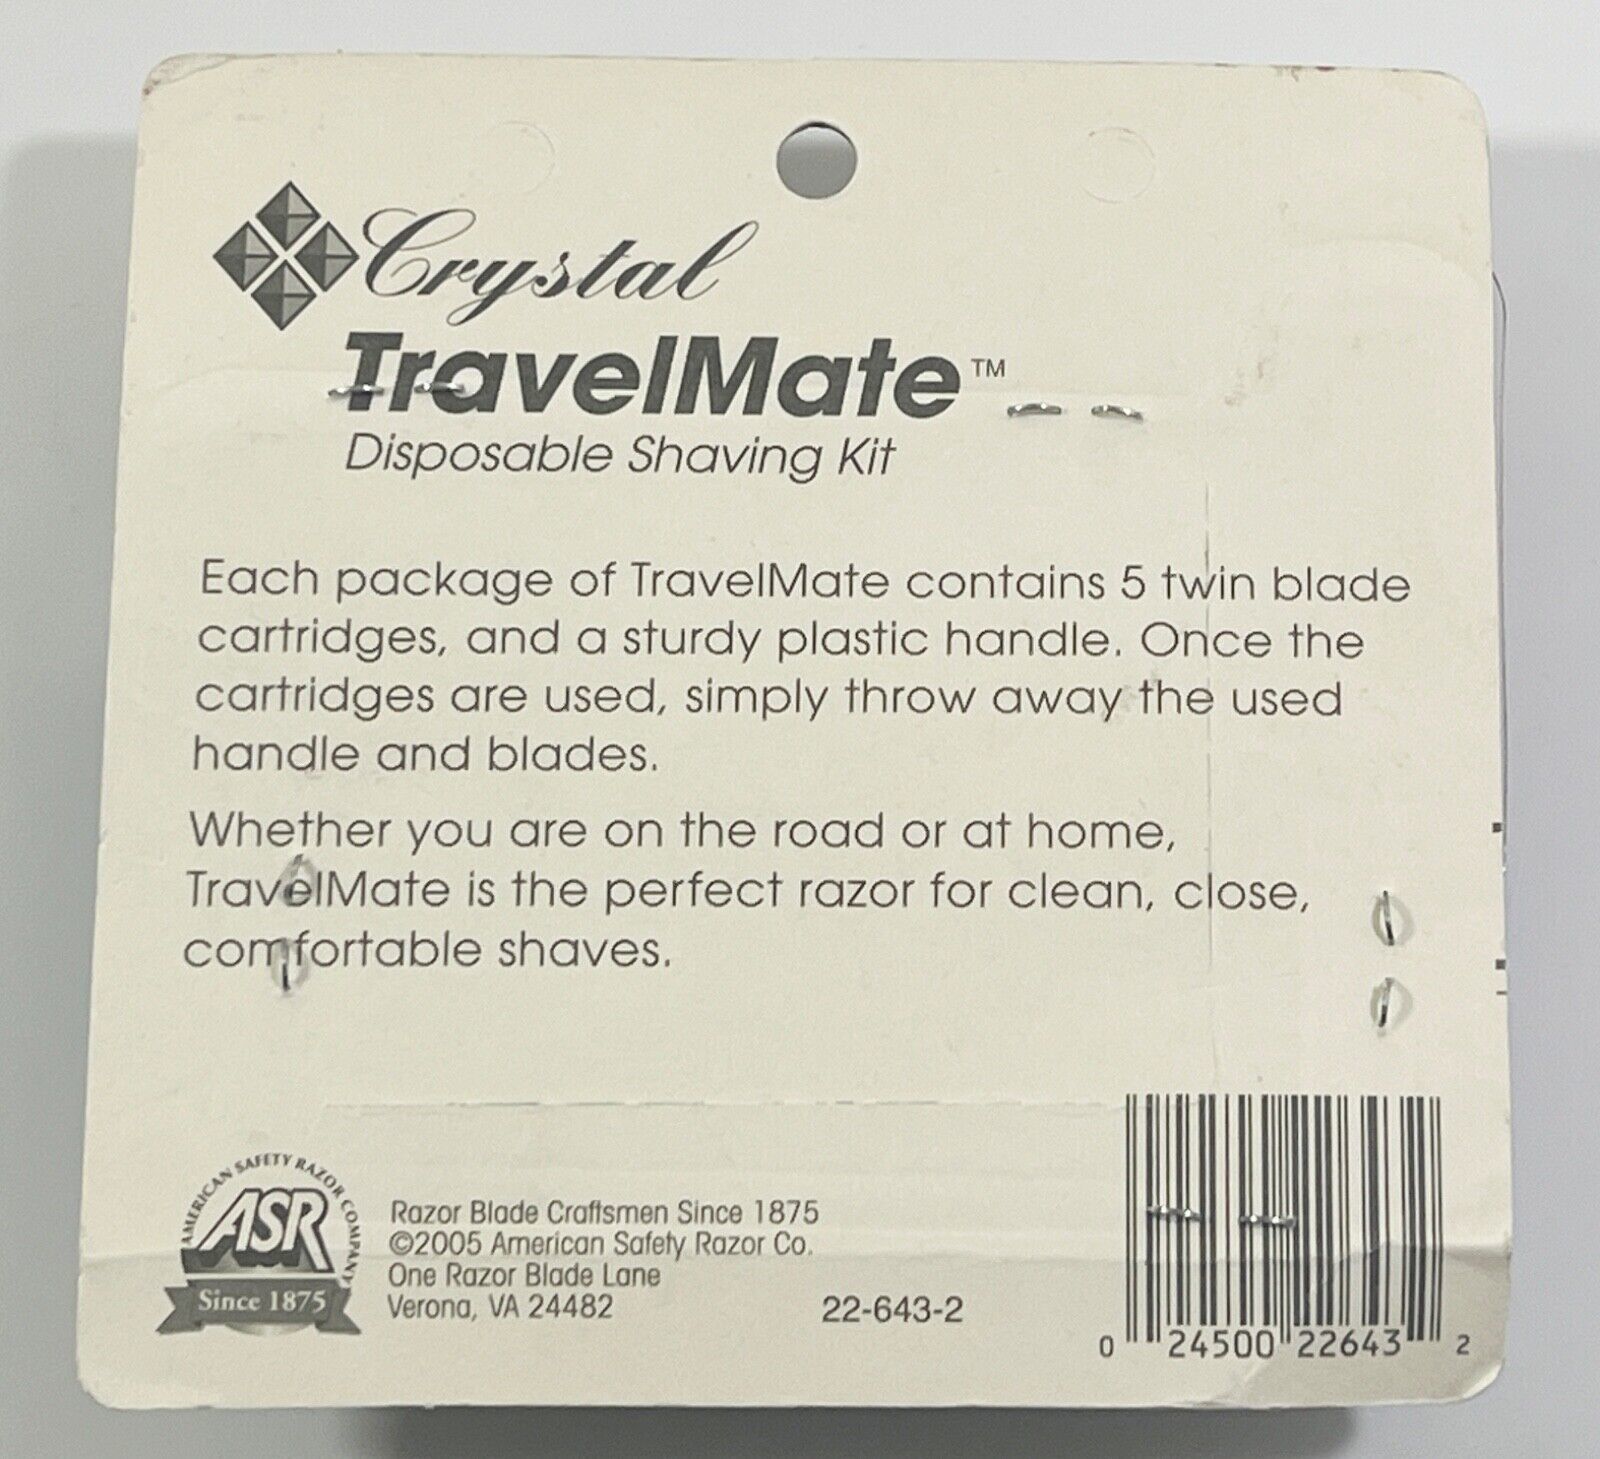 Crystal
TravelMate™
Disposable Shaving Kit
Each package of TravelMate contains 5 twin blade
cartridges, and a sturdy plastic handle. Once the
cartridges are used, simply throw away the used
handle and blades.
Whether you are on the road or at home,
TravelMate is the perfect razor for clean, close,
comfortable shaves.
AMERICAN SAFETY RAZOR COMPANY
ASR
Since 1875
Razor Blade Craftsmen Since 1875
©2005 American Safety Razor Co.
One Razor Blade Lane
Verona, VA 24482
22-643-2
0 24500 22643 2